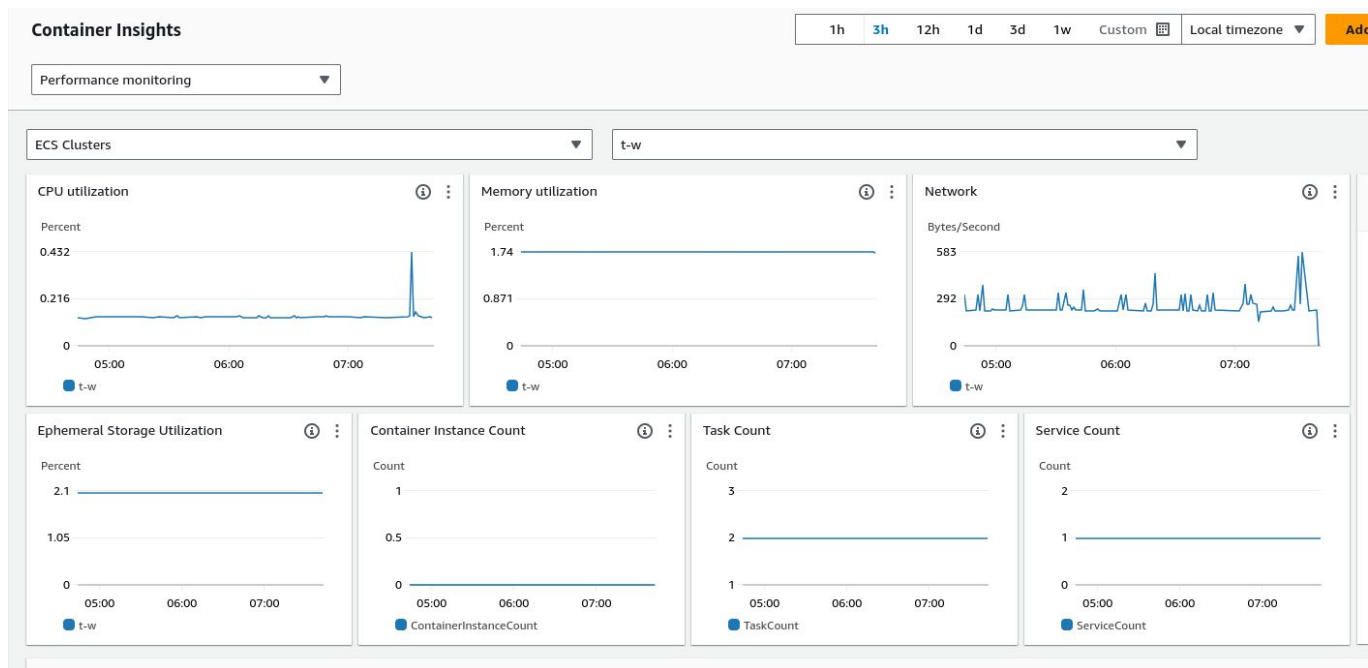 Container Insights
1h 3h 12h 1d 3d 1w Custom Local timezone
Performance monitoring
ECS Clusters
t-w
CPU utilization
Percent
0.432
0.216
0
05:00 06:00 07:00
t-w
Memory utilization
Percent
1.74
0.871
0
05:00 06:00 07:00
t-w
Network
Bytes/Second
583
292
0
05:00 06:00 07:00
t-w
Ephemeral Storage Utilization
Percent
2.1
1.05
0
05:00 06:00 07:00
t-w
Container Instance Count
Count
1
0.5
0
05:00 06:00 07:00
ContainerInstanceCount
Task Count
Count
3
2
1
05:00 06:00 07:00
TaskCount
Service Count
Count
2
1
0
05:00 06:00 07:00
ServiceCount